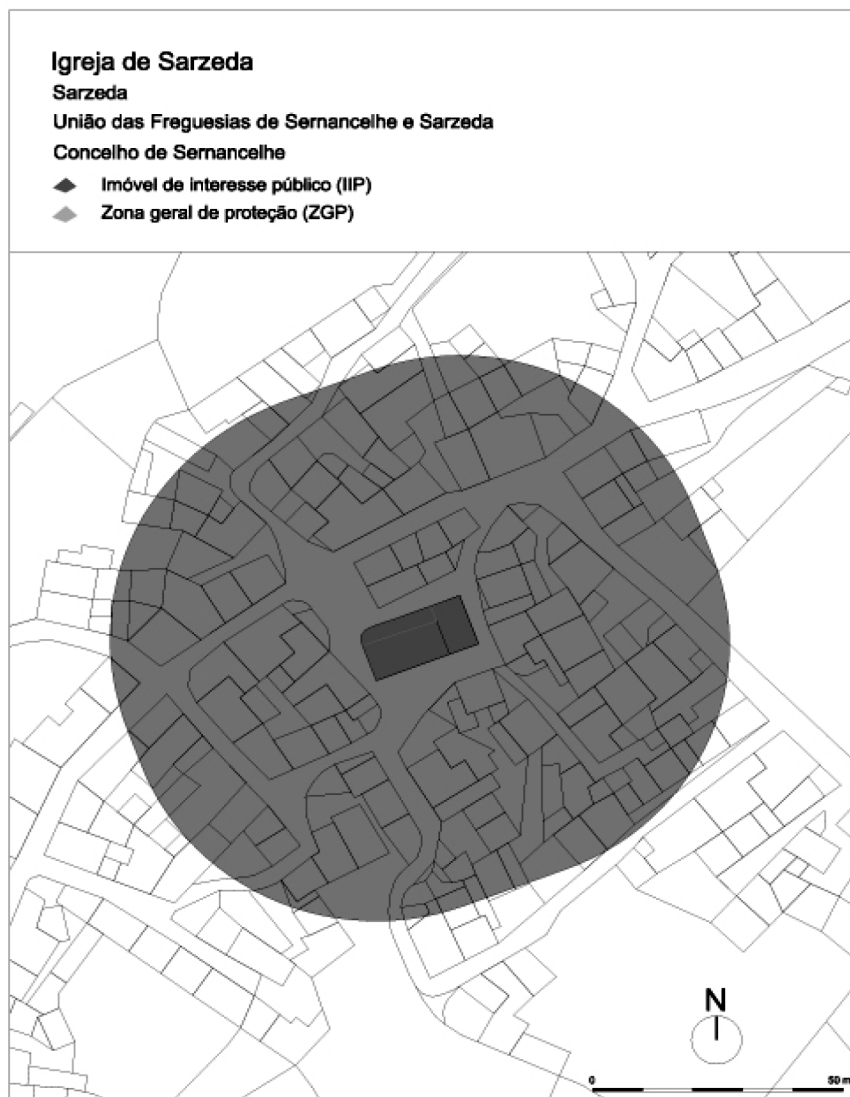 Igreja de Sarzeda
Sarzeda
União das Freguesias de Sernancelhe e Sarzeda
Concelho de Sernancelhe
Imóvel de interesse público (IIP)
Zona geral de proteção (ZGP)
N
0 50 m